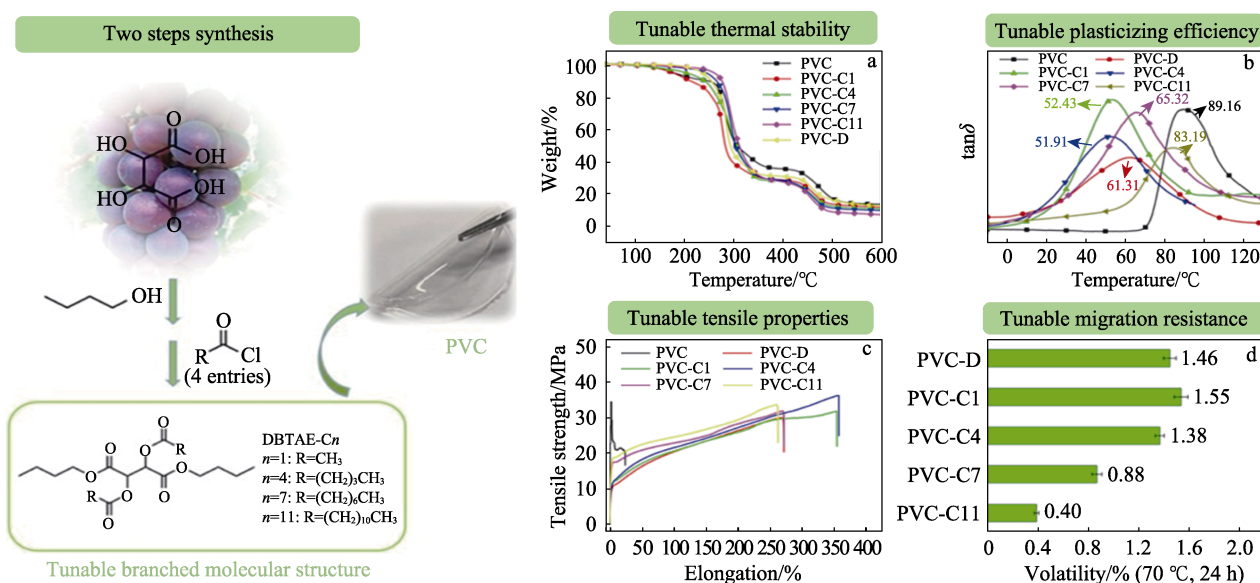 Two steps synthesis
HO
O
OH
OH
HO
O
OH
O
R
Cl
(4 entries)
PVC
O
R
O
O
O
O
O
O
R
O
DBTAE-Cn
n=1: R=CH3
n=4: R=(CH2)3CH3
n=7: R=(CH2)6CH3
n=11: R=(CH2)10CH3
Tunable branched molecular structure
Tunable thermal stability
a
PVC
PVC-C1
PVC-C4
PVC-C7
PVC-C11
PVC-D
Weight/%
100
80
60
40
20
0
100 200 300 400 500 600
Temperature/℃
Tunable plasticizing efficiency
b
PVC PVC-D
PVC-C1 PVC-C4
PVC-C7 PVC-C11
52.43
65.32
89.16
51.91
83.19
61.31
tanδ
0 20 40 60 80 100 120
Temperature/℃
Tunable tensile properties
c
PVC PVC-D
PVC-C1 PVC-C4
PVC-C7 PVC-C11
Tensile strength/MPa
50
40
30
20
10
0
0 50 100 150 200 250 300 350 400
Elongation/%
Tunable migration resistance
d
PVC-D 1.46
PVC-C1 1.55
PVC-C4 1.38
PVC-C7 0.88
PVC-C11 0.40
0 0.4 1.2 1.6 2.0
Volatility/% (70 ℃, 24 h)